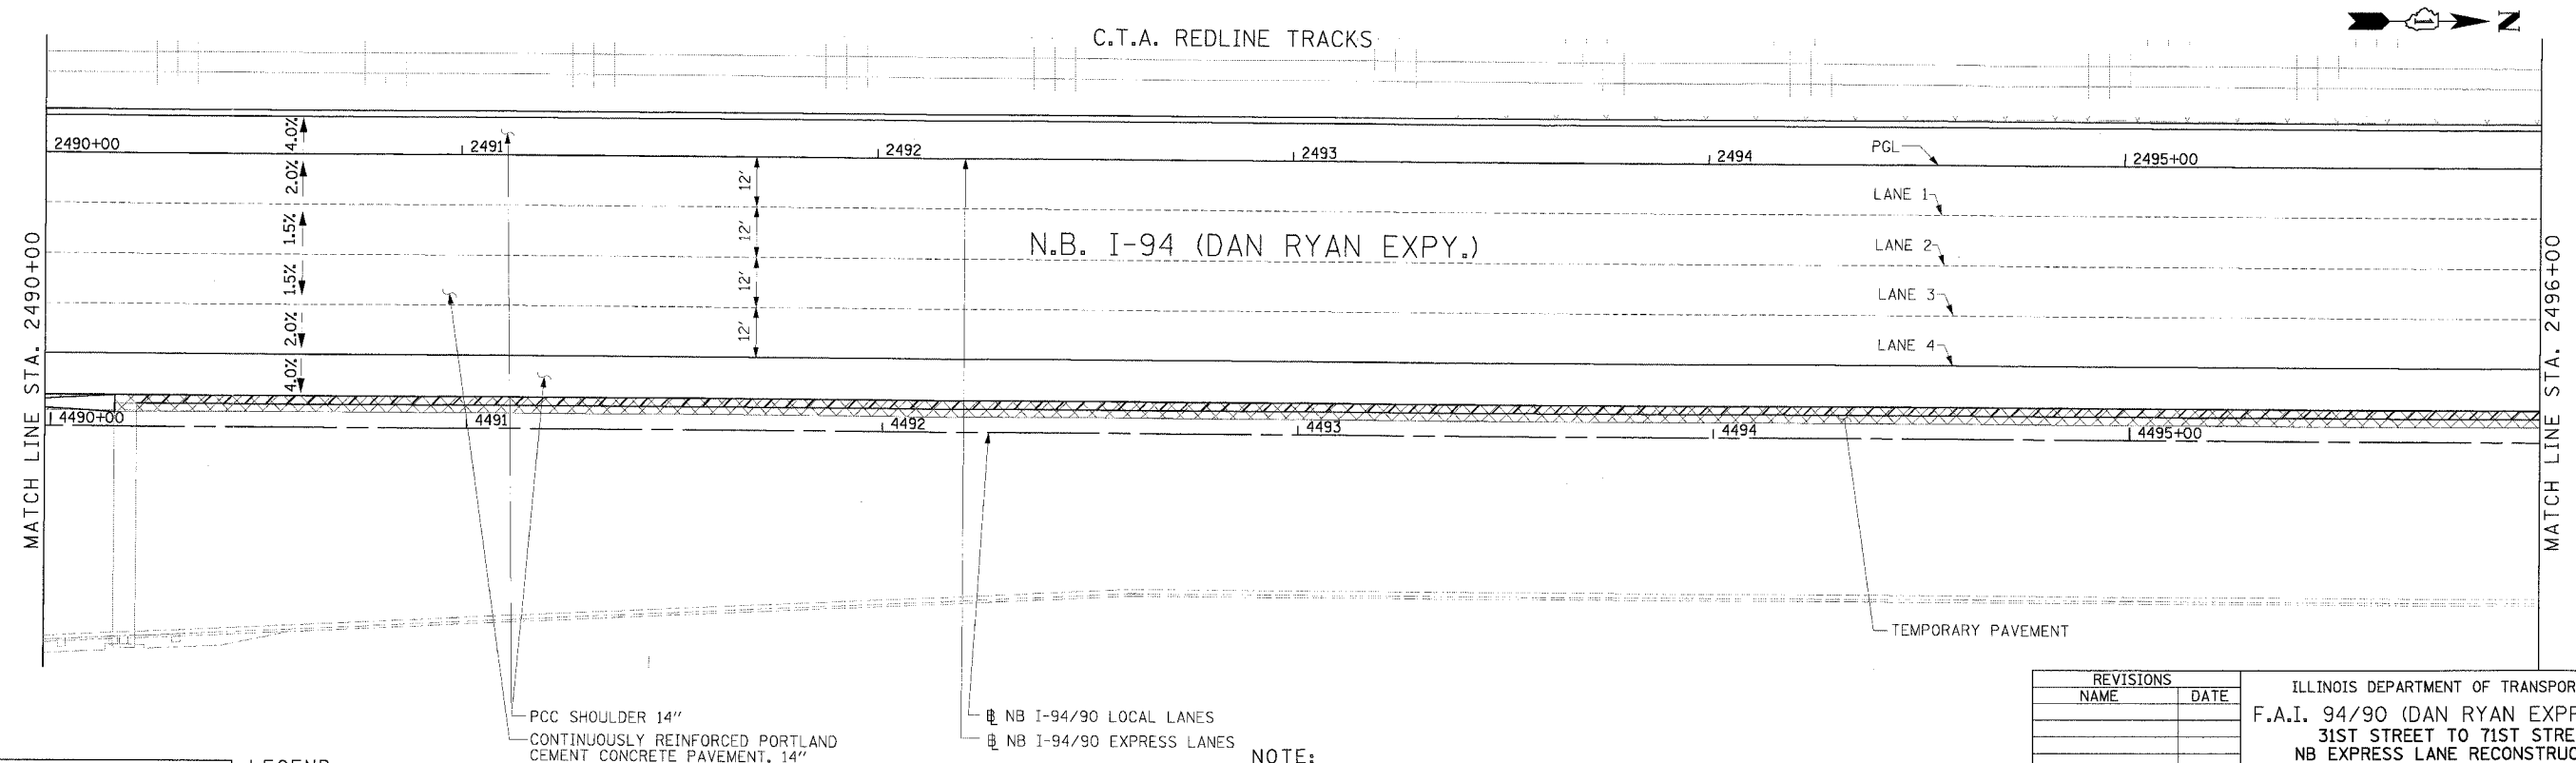 N
C.T.A. REDLINE TRACKS
MATCH LINE STA. 2490+00
2490+00
2491
2492
2493
2494
2495+00
PGL
4.0%
2.0%
1.5%
1.5%
2.0%
4.0%
12'
12'
12'
12'
LANE 1
LANE 2
LANE 3
LANE 4
N.B. I-94 (DAN RYAN EXPY.)
MATCH LINE STA. 2496+00
4490+00
4491
4492
4493
4494
4495+00
TEMPORARY PAVEMENT
PCC SHOULDER 14"
CONTINUOUSLY REINFORCED PORTLAND
CEMENT CONCRETE PAVEMENT, 14"
NB I-94/90 LOCAL LANES
NB I-94/90 EXPRESS LANES
NOTE:
REVISIONS
NAME DATE
ILLINOIS DEPARTMENT OF TRANSPOR
F.A.I. 94/90 (DAN RYAN EXPR
31ST STREET TO 71ST STRE
NB EXPRESS LANE RECONSTRUC